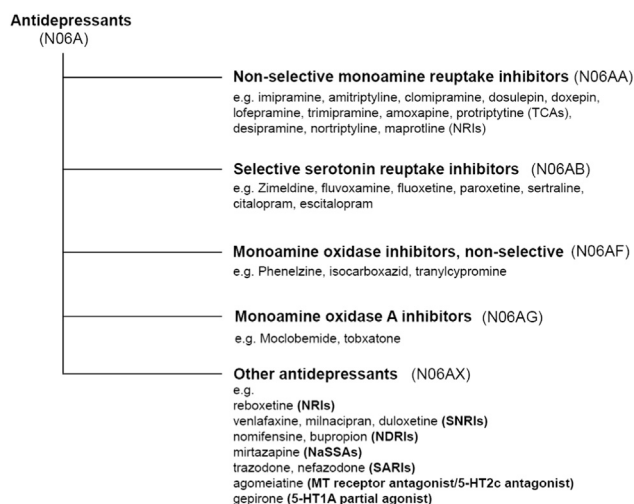 Antidepressants
(N06A)
Non-selective monoamine reuptake inhibitors (N06AA)
e.g. imipramine, amitriptyline, clomipramine, dosulepin, doxepin,
lofepramine, trimipramine, amoxapine, protriptytine (TCAs),
desipramine, nortriptyline, maprotline (NRIs)
Selective serotonin reuptake inhibitors (N06AB)
e.g. Zimeldine, fluvoxamine, fluoxetine, paroxetine, sertraline,
citalopram, escitalopram
Monoamine oxidase inhibitors, non-selective (N06AF)
e.g. Phenelzine, isocarboxazid, tranylcypromine
Monoamine oxidase A inhibitors (N06AG)
e.g. Moclobemide, tobxatone
Other antidepressants (N06AX)
e.g.
reboxetine (NRIs)
venlafaxine, milnacipran, duloxetine (SNRIs)
nomifensine, bupropion (NDRIs)
mirtazapine (NaSSAs)
trazodone, nefazodone (SARIs)
agomeiatine (MT receptor antagonist/5-HT2c antagonist)
gepirone (5-HT1A partial agonist)